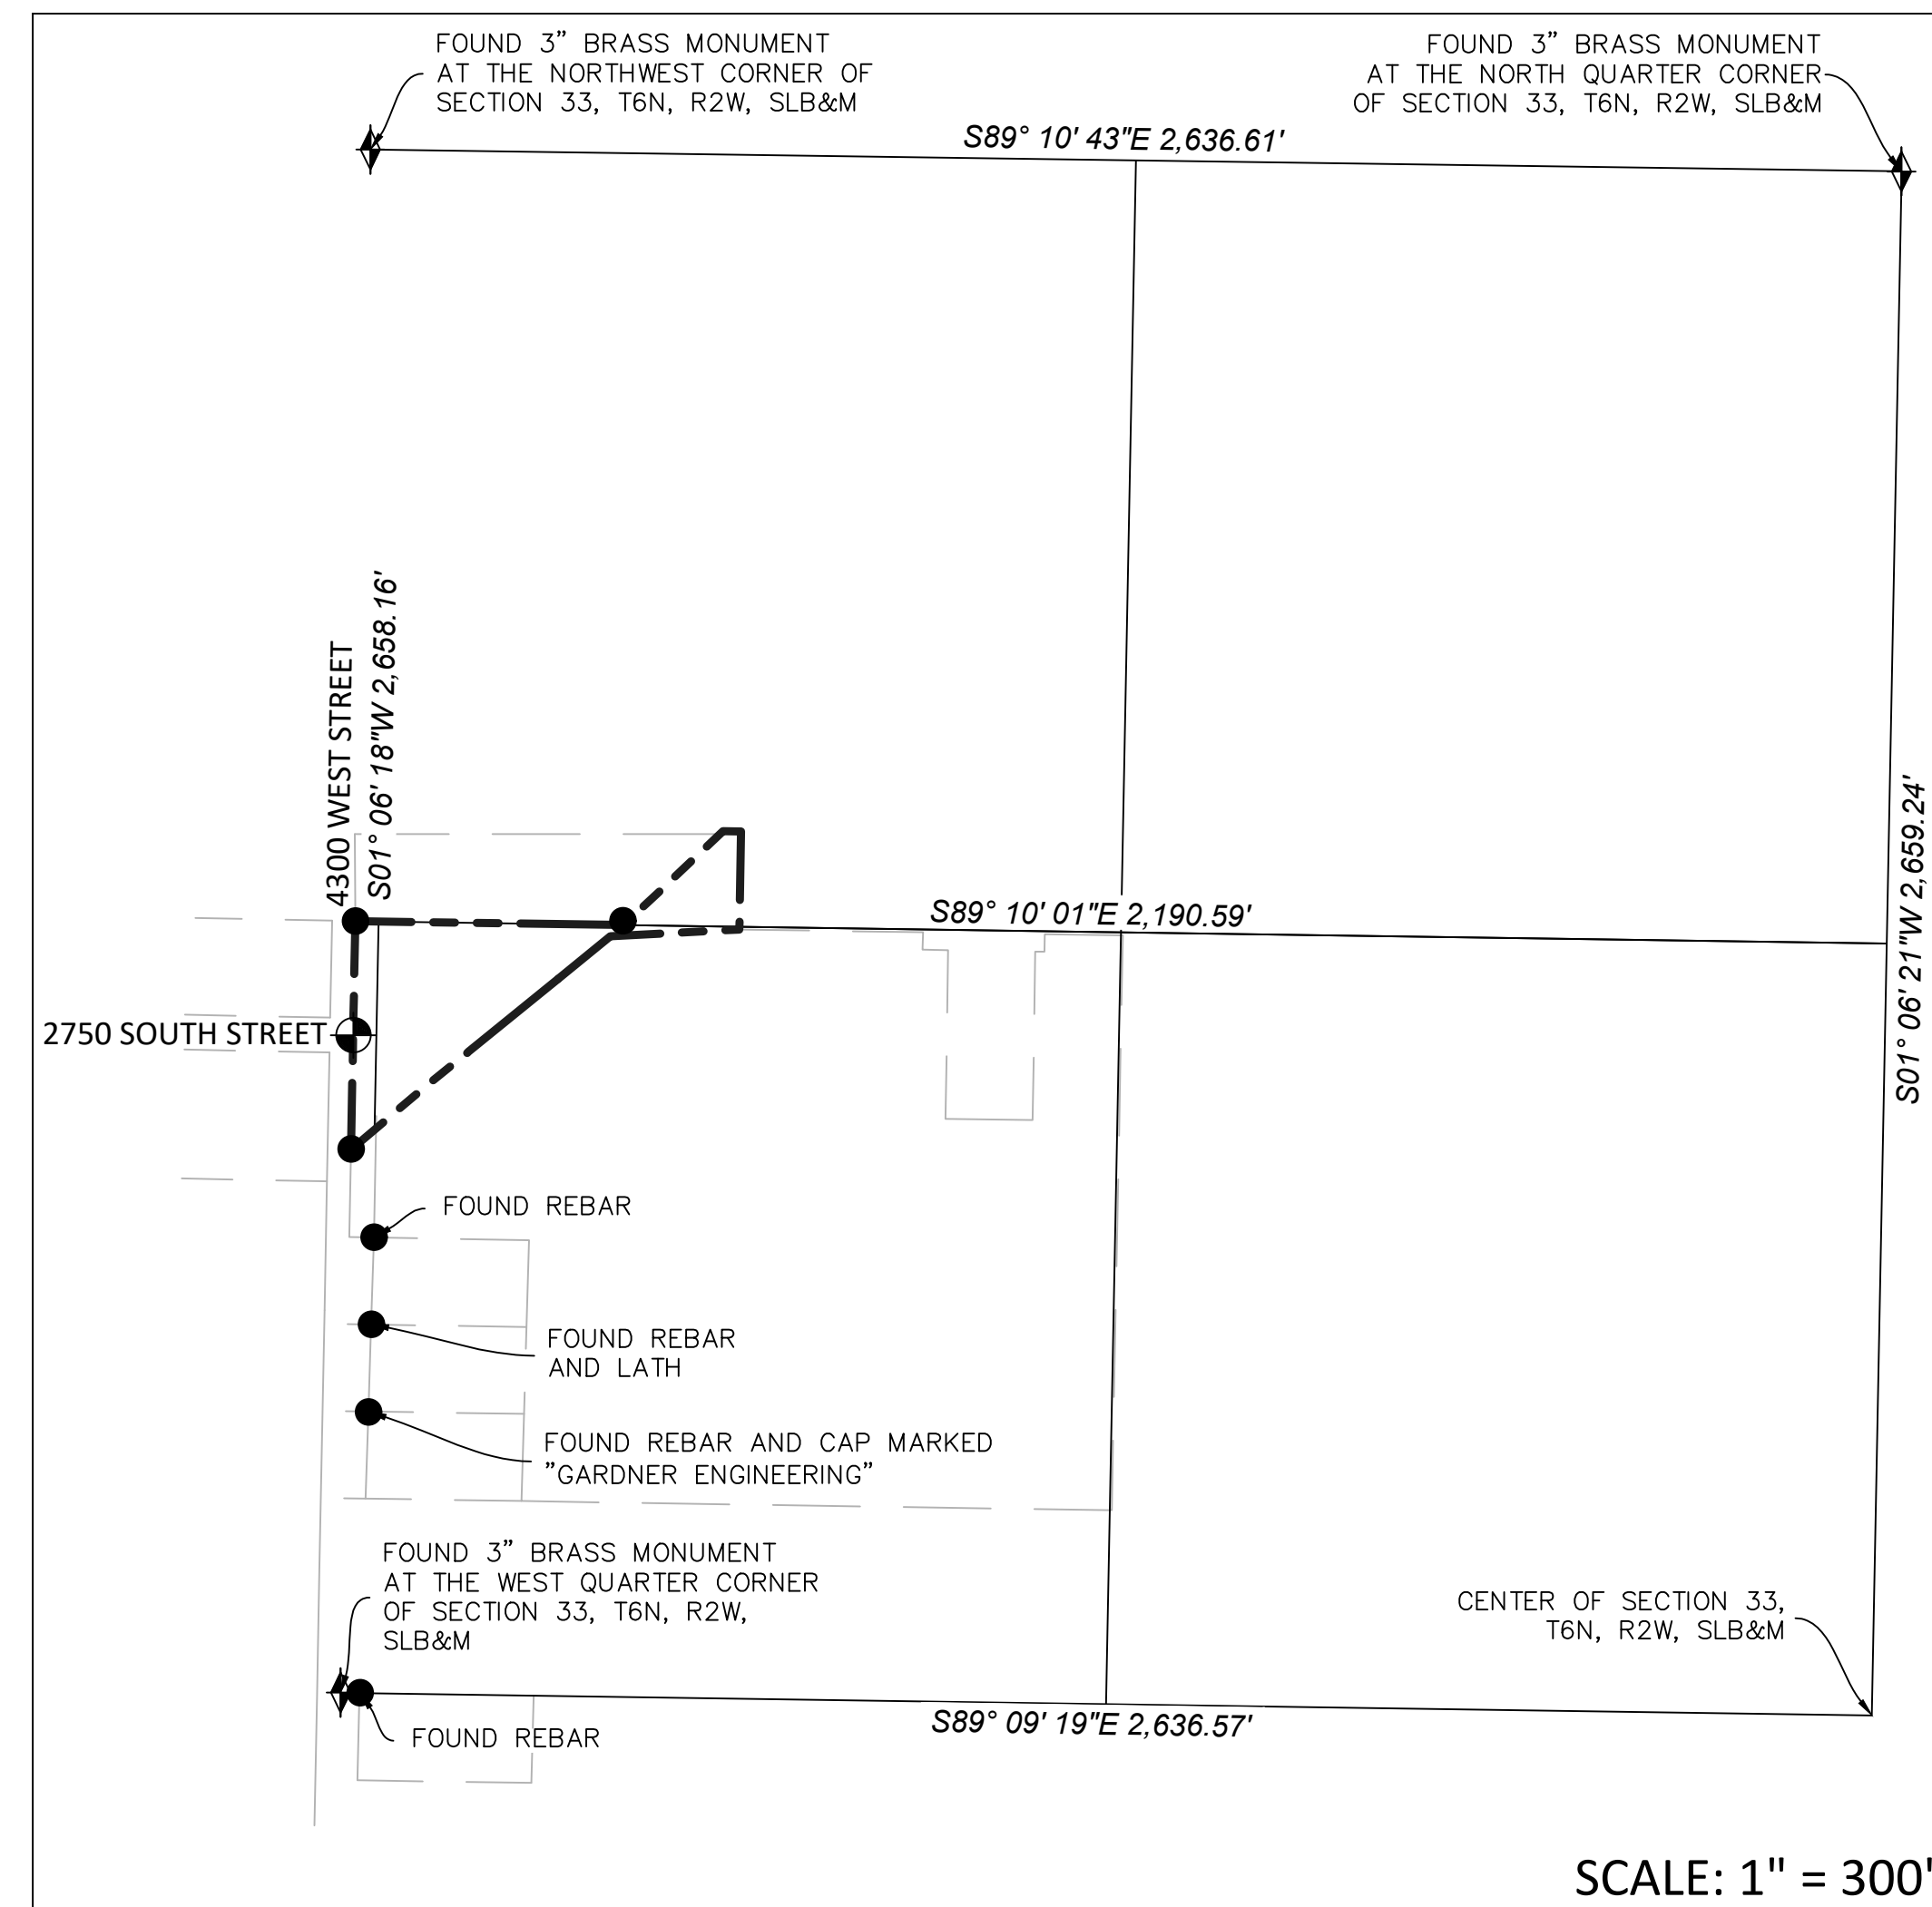 FOUND 3” BRASS MONUMENT
AT THE NORTHWEST CORNER OF
SECTION 33, T6N, R2W, SLB&M
FOUND 3” BRASS MONUMENT
AT THE NORTH QUARTER CORNER
OF SECTION 33, T6N, R2W, SLB&M
S89° 10' 43"E 2,636.61'
4300 WEST STREET
S01° 06' 18"W 2,658.16'
S89° 10' 01"E 2,190.59'
S01° 06' 21"W 2,659.24'
2750 SOUTH STREET
FOUND REBAR
FOUND REBAR
AND LATH
FOUND REBAR AND CAP MARKED
”GARDNER ENGINEERING”
FOUND 3” BRASS MONUMENT
AT THE WEST QUARTER CORNER
OF SECTION 33, T6N, R2W,
SLB&M
CENTER OF SECTION 33,
T6N, R2W, SLB&M
S89° 09' 19"E 2,636.57'
FOUND REBAR
SCALE: 1" = 300'